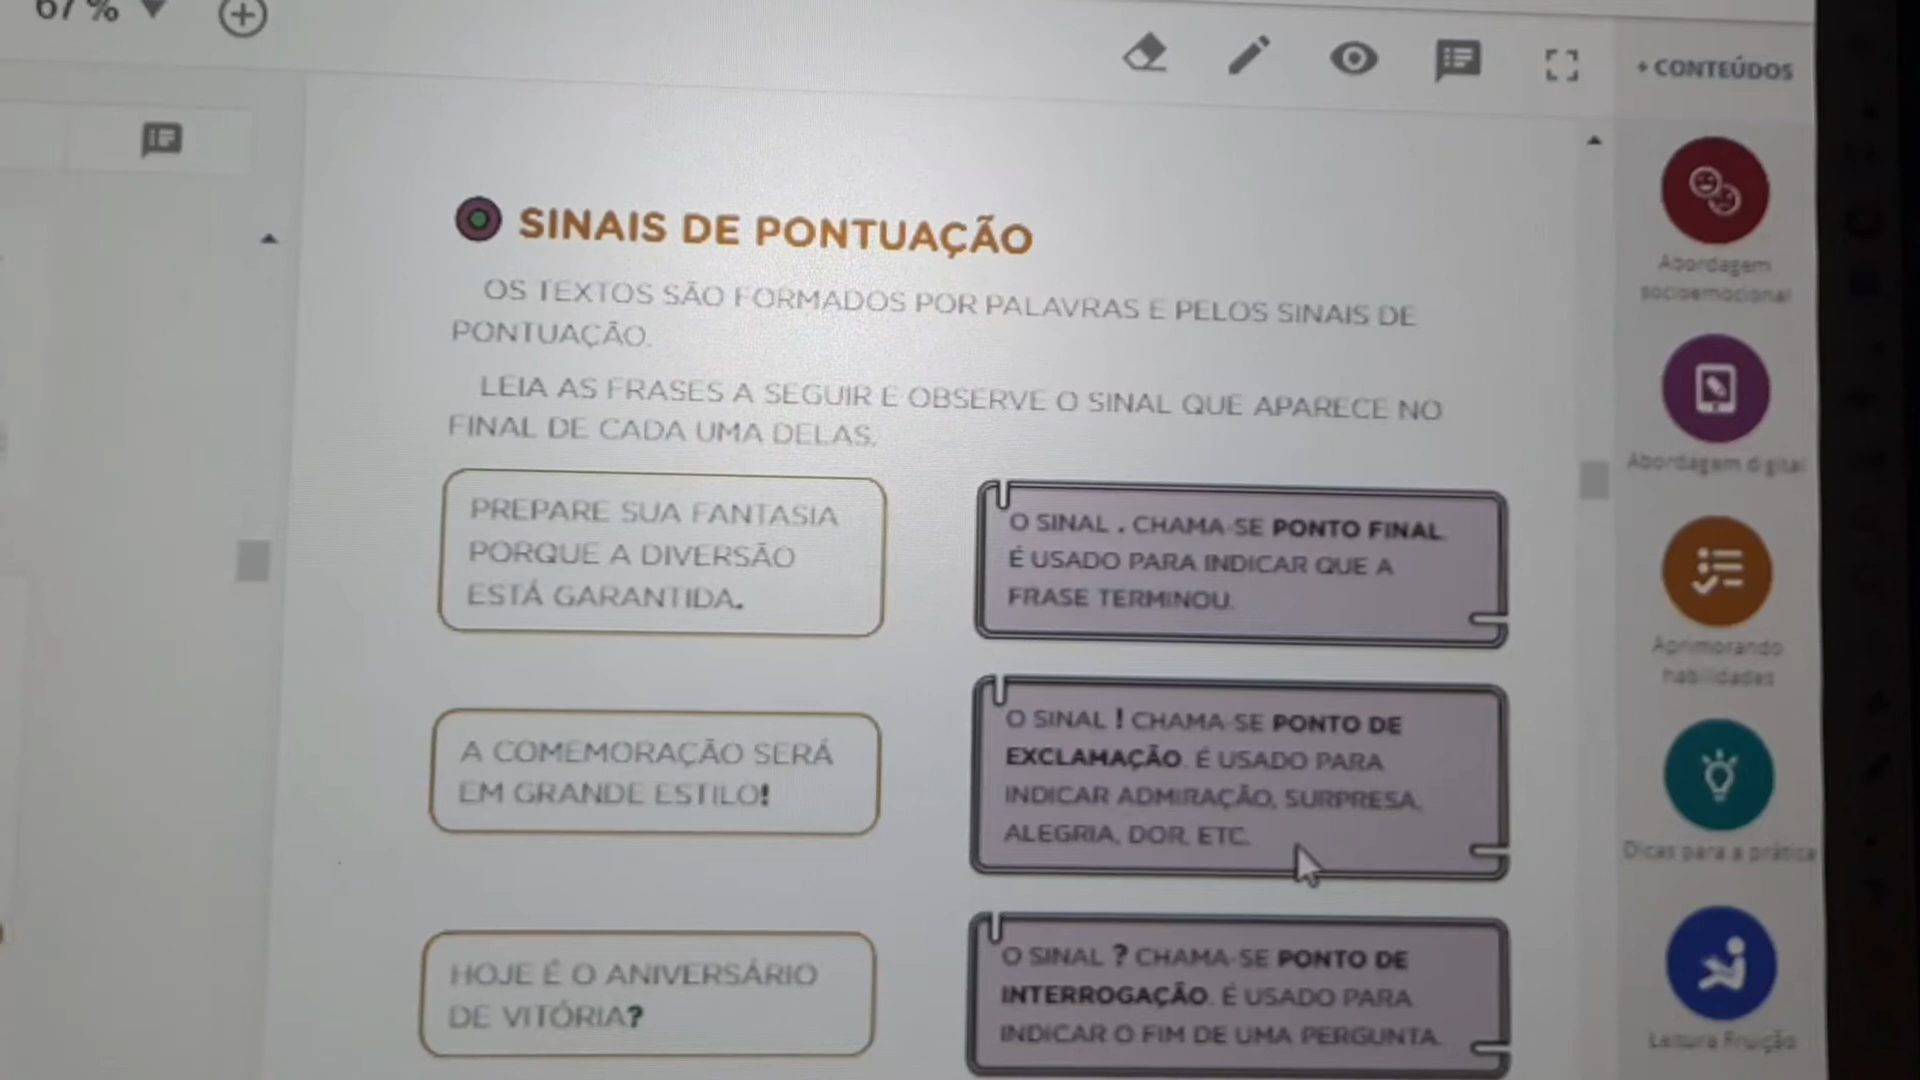 67%
+ CONTEÚDOS
SINAIS DE PONTUAÇÃO
OS TEXTOS SÃO FORMADOS POR PALAVRAS E PELOS SINAIS DE
PONTUAÇÃO.
LEIA AS FRASES A SEGUIR E OBSERVE O SINAL QUE APARECE NO
FINAL DE CADA UMA DELAS.
PREPARE SUA FANTASIA
PORQUE A DIVERSÃO
ESTÁ GARANTIDA.
O SINAL . CHAMA-SE PONTO FINAL.
É USADO PARA INDICAR QUE A
FRASE TERMINOU.
A COMEMORAÇÃO SERÁ
EM GRANDE ESTILO!
O SINAL ! CHAMA-SE PONTO DE
EXCLAMAÇÃO. É USADO PARA
INDICAR ADMIRAÇÃO, SURPRESA,
ALEGRIA, DOR, ETC.
HOJE É O ANIVERSÁRIO
DE VITÓRIA?
O SINAL ? CHAMA-SE PONTO DE
INTERROGAÇÃO. É USADO PARA
INDICAR O FIM DE UMA PERGUNTA.
Abordagem
socioemocional
Abordagem digital
Aprimorando
habilidades
Dicas para a prática
Leitura Fruição